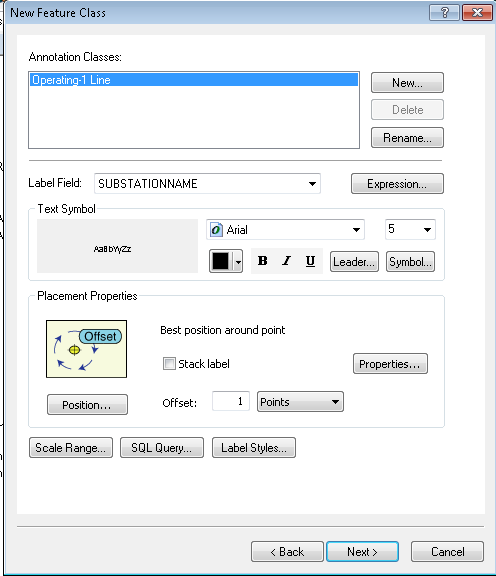 New Feature Class
?
Annotation Classes:
Operating-1 Line
New...
Delete
Rename...
Label Field:
SUBSTATIONNAME
Expression...
Text Symbol
AaBbYyZz
Arial
5
B I U
Leader...
Symbol...
Placement Properties
Offset
Best position around point
Stack label
Properties...
Position...
Offset:
1
Points
Scale Range...
SQL Query...
Label Styles...
< Back
Next >
Cancel